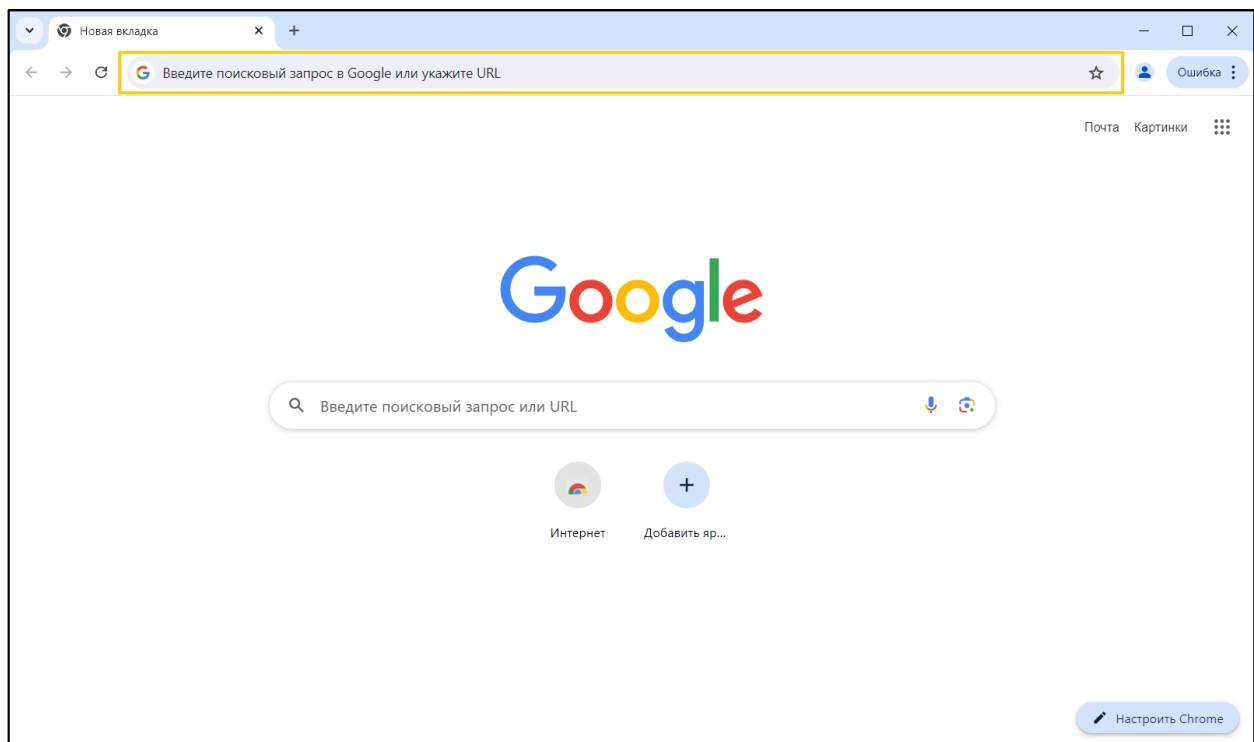 Новая вкладка
Введите поисковый запрос в Google или укажите URL
Ошибка
Почта Картинки
Google
Введите поисковый запрос или URL
Интернет Добавить яр...
Настроить Chrome